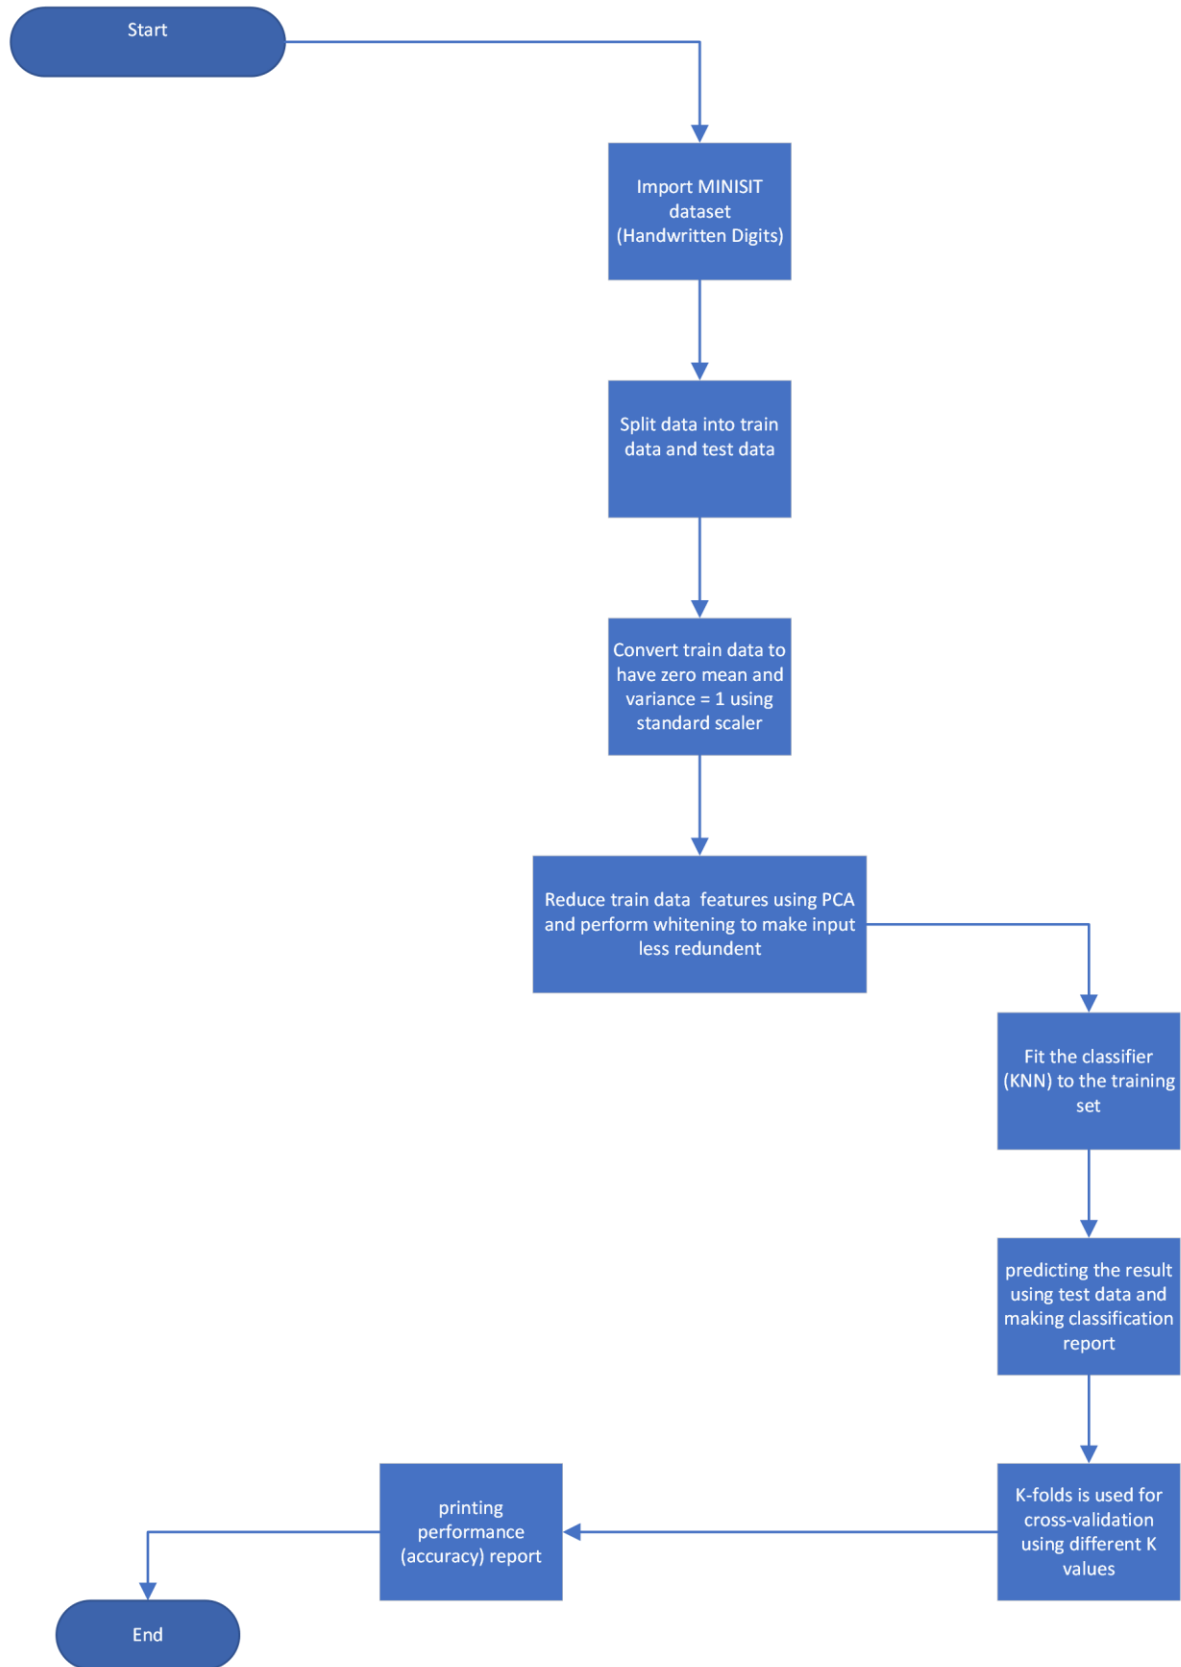 Start
Import MINISIT
dataset
(Handwritten Digits)
Split data into train
data and test data
Convert train data to
have zero mean and
variance = 1 using
standard scaler
Reduce train data  features using PCA
and perform whitening to make input
less redundent
Fit the classifier
(KNN) to the training
set
predicting the result
using test data and
making classification
report
K-folds is used for
cross-validation
using different K
values
printing
performance
(accuracy) report
End